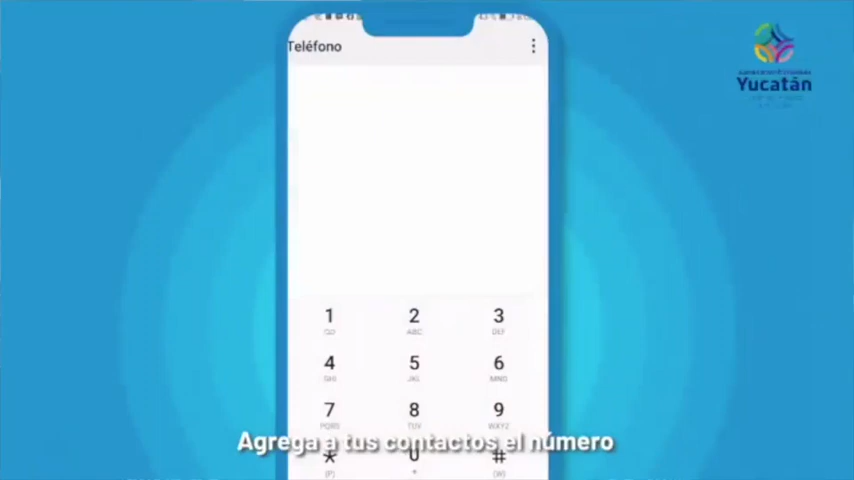 Teléfono
Yucatán
1 2 3
ABC DEF
4 5 6
GHI JKL MNO
7 8 9
PQRS TUV WXYZ
Agrega a tus contactos el número
* 0 #
(P) + (W)